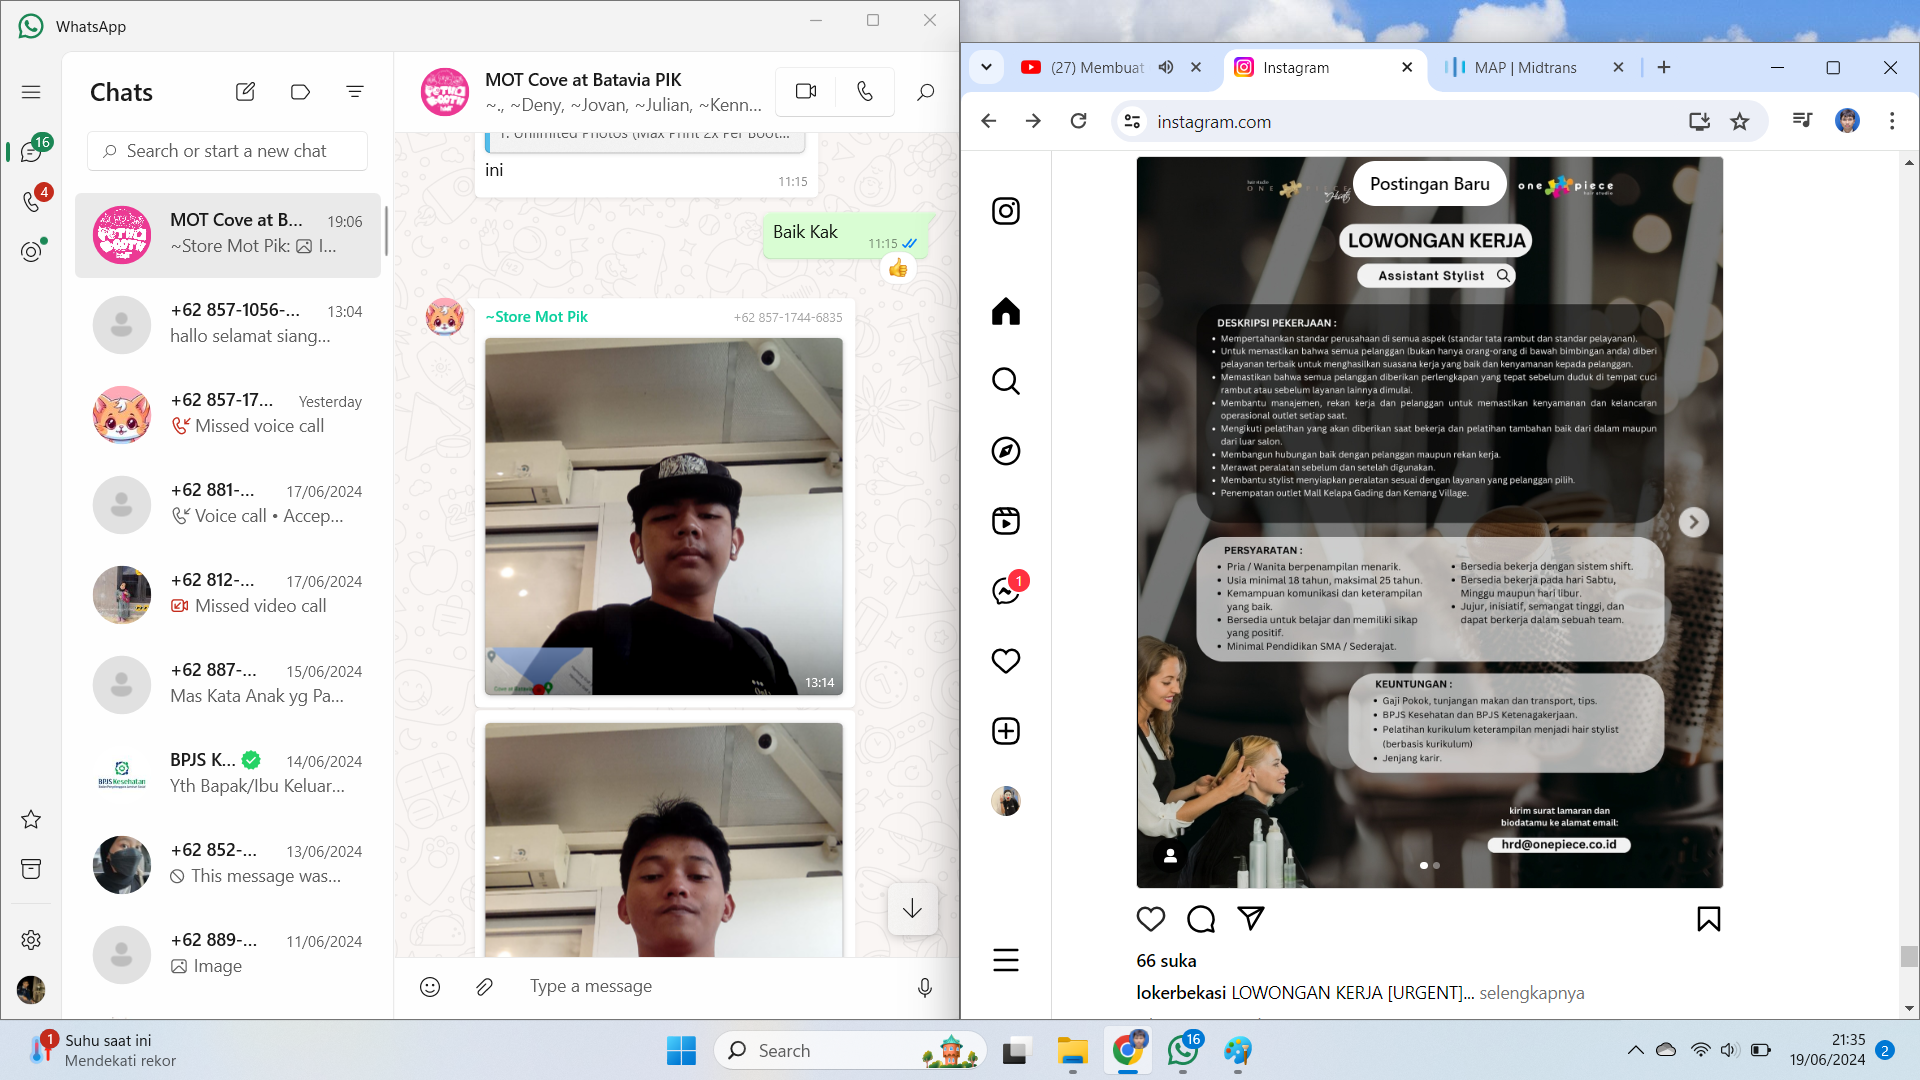 WhatsApp
Chats
Search or start a new chat
16
4
MOT Cove at B...
19:06
~Store Mot Pik: I...
+62 857-1056-...
13:04
hallo selamat siang...
+62 857-17...
Yesterday
Missed voice call
+62 881-...
17/06/2024
Voice call • Accep...
+62 812-...
17/06/2024
Missed video call
+62 887-...
15/06/2024
Mas Kata Anak yg Pa...
BPJS Kesehatan
BPJS K...
14/06/2024
Yth Bapak/Ibu Keluar...
+62 852-...
13/06/2024
This message was...
+62 889-...
11/06/2024
Image
MOT Cove at Batavia PIK
~., ~Deny, ~Jovan, ~Julian, ~Kenn...
1. Unlimited Photos (Max Print 2x Per Boot...
ini
11:15
Baik Kak
11:15
~Store Mot Pik
+62 857-1744-6835
13:14
Type a message
(27) Membuat
Instagram
MAP | Midtrans
instagram.com
1
Postingan Baru
one piece
hair studio
LOWONGAN KERJA
Assistant Stylist
DESKRIPSI PEKERJAAN :
• Mempertahankan standar perusahaan di semua aspek (standar tata rambut dan standar pelayanan).
• Untuk memastikan bahwa semua pelanggan (bukan hanya orang-orang di bawah bimbingan anda) diberi
pelayanan terbaik untuk menghasilkan suasana kerja yang baik dan kenyamanan kepada pelanggan.
• Memastikan bahwa semua pelanggan diberikan perlengkapan yang tepat sebelum duduk di tempat cuci
rambut atau sebelum layanan lainnya dimulai.
• Membantu manajemen, rekan kerja dan pelanggan untuk memastikan kenyamanan dan kelancaran
operasional outlet setiap saat.
• Mengikuti pelatihan yang akan diberikan saat bekerja dan pelatihan tambahan baik dari dalam maupun
dari luar salon.
• Membangun hubungan baik dengan pelanggan maupun rekan kerja.
• Merawat peralatan sebelum dan setelah digunakan.
• Membantu stylist menyiapkan peralatan sesuai dengan layanan yang pelanggan pilih.
• Penempatan outlet Mall Kelapa Gading dan Kemang Village.
PERSYARATAN :
• Pria / Wanita berpenampilan menarik.
• Usia minimal 18 tahun, maksimal 25 tahun.
• Kemampuan komunikasi dan keterampilan
yang baik.
• Bersedia untuk belajar dan memiliki sikap
yang positif.
• Minimal Pendidikan SMA / Sederajat.
• Bersedia bekerja dengan sistem shift.
• Bersedia bekerja pada hari Sabtu,
Minggu maupun hari libur.
• Jujur, inisiatif, semangat tinggi, dan
dapat berkerja dalam sebuah team.
KEUNTUNGAN :
• Gaji Pokok, tunjangan makan dan transport, tips.
• BPJS Kesehatan dan BPJS Ketenagakerjaan.
• Pelatihan kurikulum keterampilan menjadi hair stylist
(berbasis kurikulum)
• Jenjang karir.
kirim surat lamaran dan
biodatamu ke alamat email:
hrd@onepiece.co.id
66 suka
lokerbekasi LOWONGAN KERJA [URGENT]... selengkapnya
1
Suhu saat ini
Mendekati rekor
Search
16
21:35
19/06/2024
2